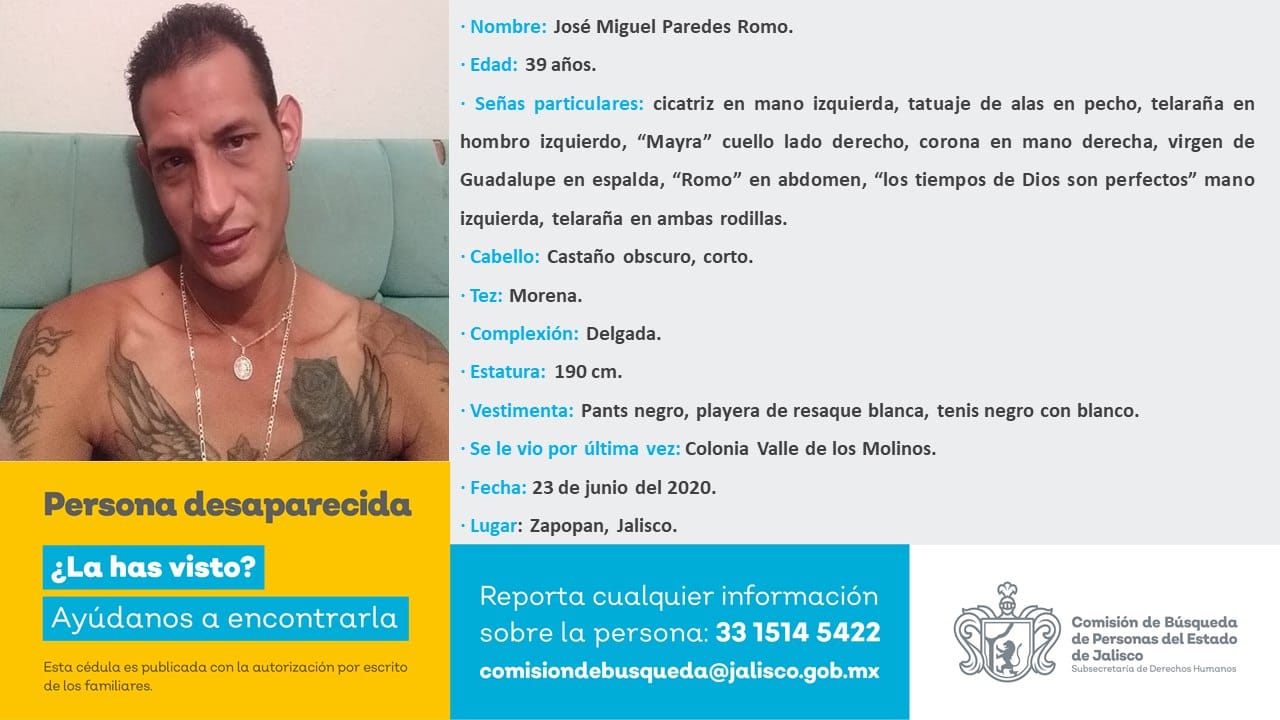 · Nombre: José Miguel Paredes Romo.
· Edad: 39 años.
· Señas particulares: cicatriz en mano izquierda, tatuaje de alas en pecho, telaraña en
hombro izquierdo, “Mayra” cuello lado derecho, corona en mano derecha, virgen de
Guadalupe en espalda, “Romo” en abdomen, “los tiempos de Dios son perfectos” mano
izquierda, telaraña en ambas rodillas.
· Cabello: Castaño obscuro, corto.
· Tez: Morena.
· Complexión: Delgada.
· Estatura: 190 cm.
· Vestimenta: Pants negro, playera de resaque blanca, tenis negro con blanco.
· Se le vio por última vez: Colonia Valle de los Molinos.
· Fecha: 23 de junio del 2020.
· Lugar: Zapopan, Jalisco.
Persona desaparecida
¿La has visto?
Ayúdanos a encontrarla
Esta cédula es publicada con la autorización por escrito
de los familiares.
Reporta cualquier información
sobre la persona: 33 1514 5422
comisiondebusqueda@jalisco.gob.mx
Comisión de Búsqueda
de Personas del Estado
de Jalisco
Subsecretaría de Derechos Humanos